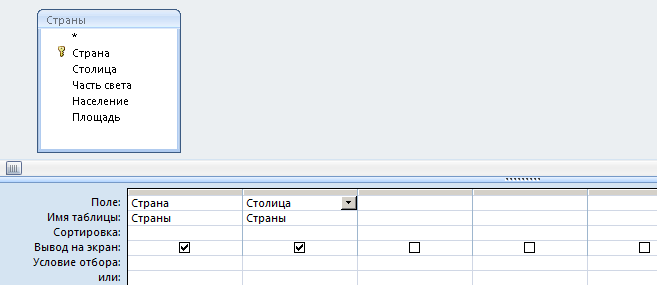 Страны
*
Страна
Столица
Часть света
Население
Площадь
Поле: Страна Столица
Имя таблицы: Страны Страны
Сортировка:
Вывод на экран:
Условие отбора:
или: